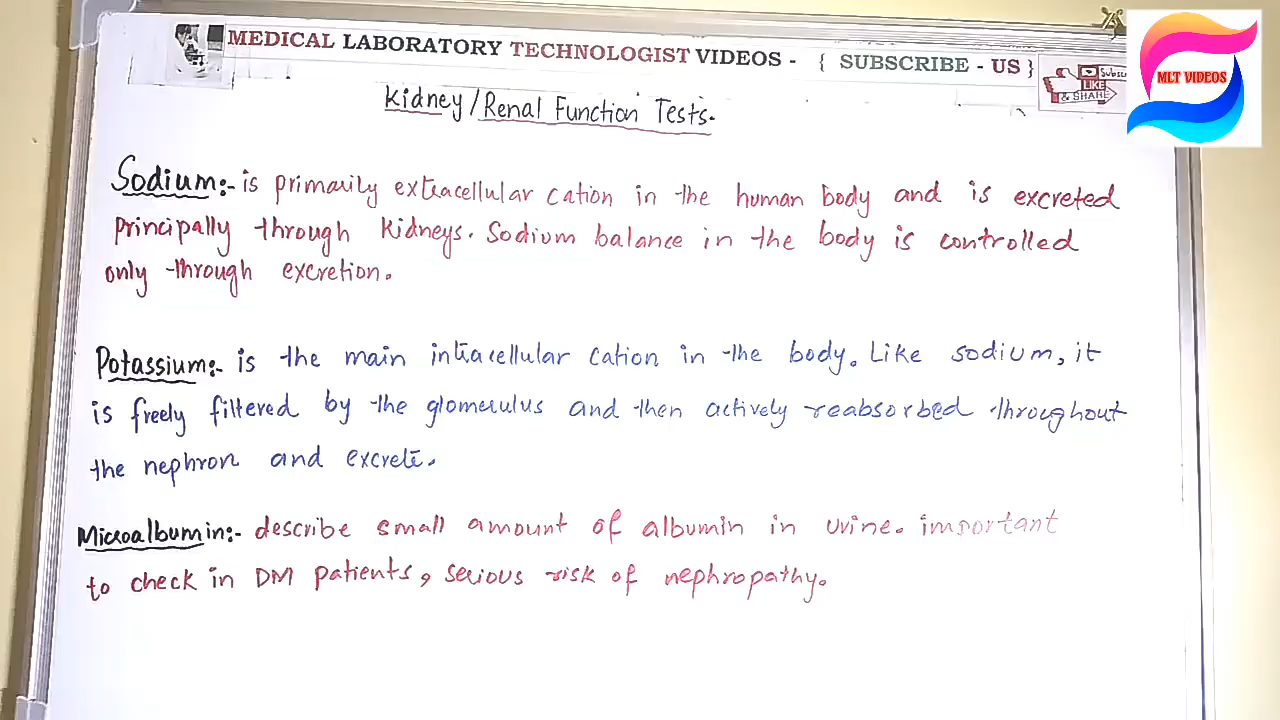 MEDICAL LABORATORY TECHNOLOGIST VIDEOS - { SUBSCRIBE - US }
Subsc
LIKE
& SHARE
MLT VIDEOS
Kidney/Renal Function Tests.
Sodium:- is primarily extracellular cation in the human body and is excreted
principally through kidneys. Sodium balance in the body is controlled
only through excretion.
Potassium:- is the main intracellular cation in the body. Like sodium, it
is freely filtered by the glomerulus and then actively reabsorbed throughout
the nephron and excrete.
Microalbumin:- describe small amount of albumin in urine. important
to check in DM patients, serious risk of nephropathy.